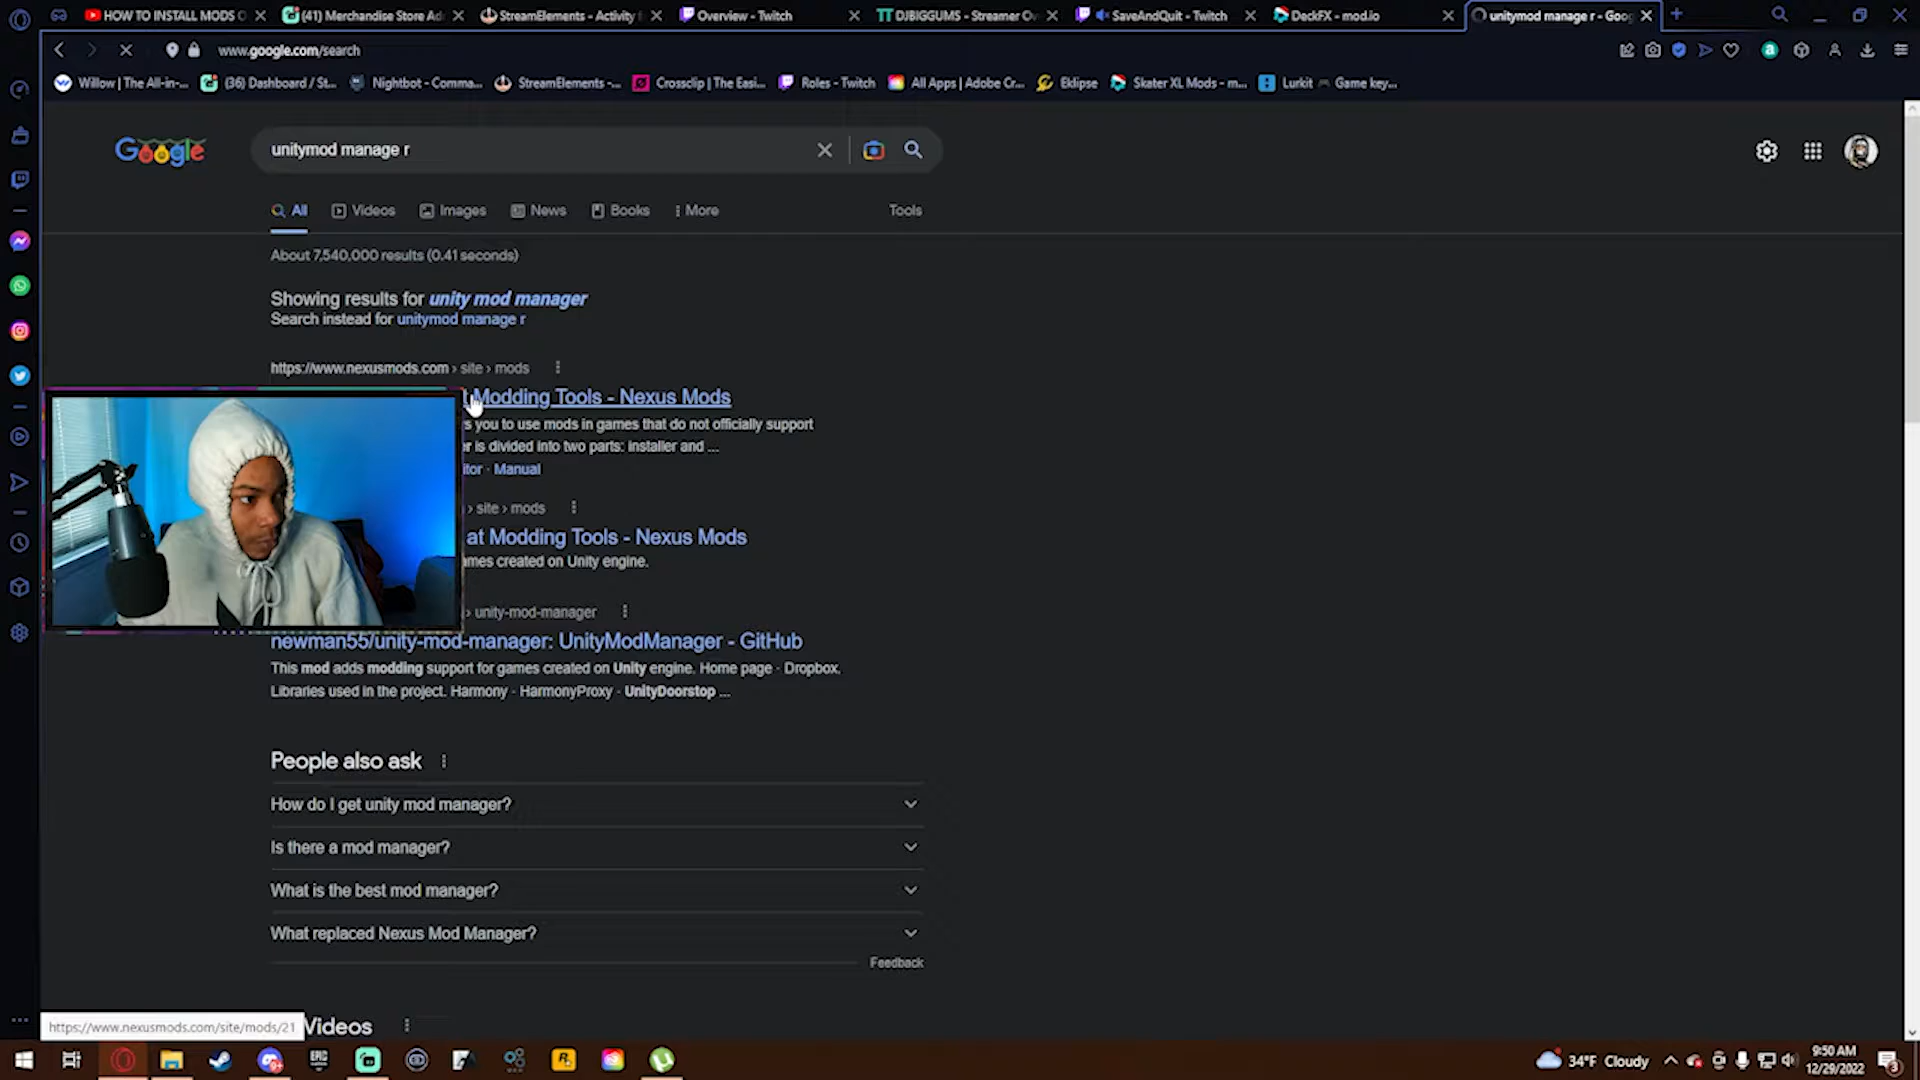 HOW TO INSTALL MODS O
(41) Merchandise Store Ad
StreamElements - Activity
Overview - Twitch
DJBIGGUMS - Streamer Ov
SaveAndQuit - Twitch
DeckFX - mod.io
unitymod manage r - Goo
www.google.com/search
Willow | The All-in-...
(36) Dashboard / St...
Nightbot - Comma...
StreamElements -...
Crossclip | The Easi...
Roles - Twitch
All Apps | Adobe Cr...
Eklipse
Skater XL Mods - m...
Lurkit 🎮 Game key...
Google
unitymod manage r
All
Videos
Images
News
Books
More
Tools
About 7,540,000 results (0.41 seconds)
Showing results for unity mod manager
Search instead for unitymod manage r
https://www.nexusmods.com › site › mods
Modding Tools - Nexus Mods
s you to use mods in games that do not officially support
r is divided into two parts: installer and ...
itor · Manual
› site › mods
at Modding Tools - Nexus Mods
mes created on Unity engine.
› unity-mod-manager
newman55/unity-mod-manager: UnityModManager - GitHub
This mod adds modding support for games created on Unity engine. Home page · Dropbox.
Libraries used in the project. Harmony · HarmonyProxy · UnityDoorstop ...
People also ask
How do I get unity mod manager?
Is there a mod manager?
What is the best mod manager?
What replaced Nexus Mod Manager?
Feedback
https://www.nexusmods.com/site/mods/21
Videos
EPIC
34°F Cloudy
9:50 AM
12/29/2022
3